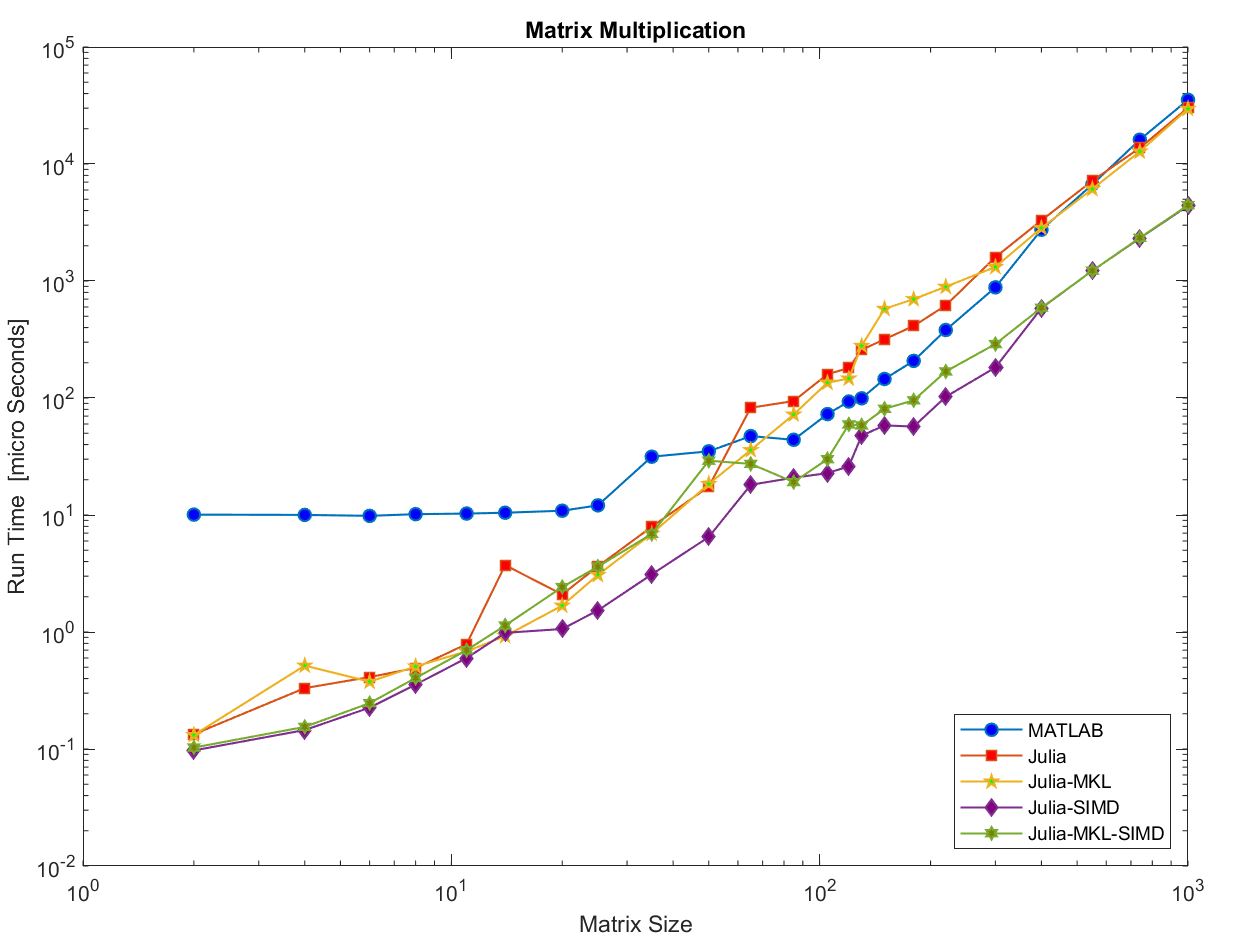 Matrix Multiplication
10^5
10^4
10^3
10^2
10^1
10^0
10^-1
10^-2
Run Time [micro Seconds]
10^0 10^1 10^2 10^3
Matrix Size
MATLAB
Julia
Julia-MKL
Julia-SIMD
Julia-MKL-SIMD